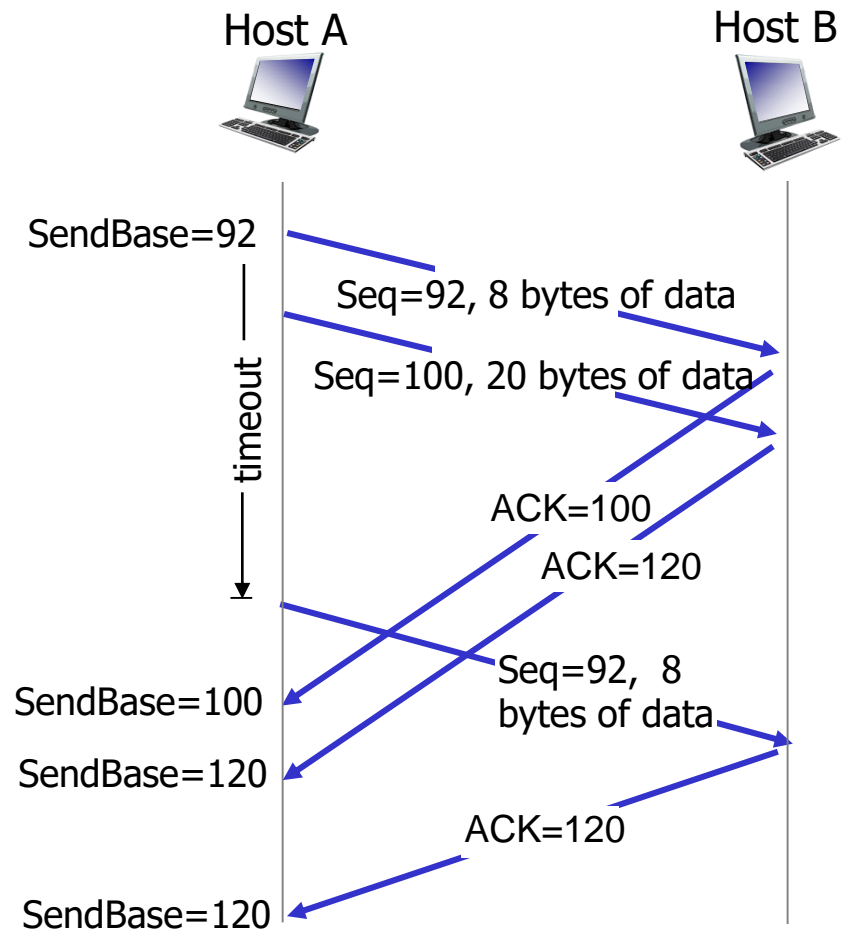 Host A
Host B
SendBase=92
Seq=92, 8 bytes of data
Seq=100, 20 bytes of data
timeout
ACK=100
ACK=120
Seq=92, 8
bytes of data
SendBase=100
SendBase=120
ACK=120
SendBase=120